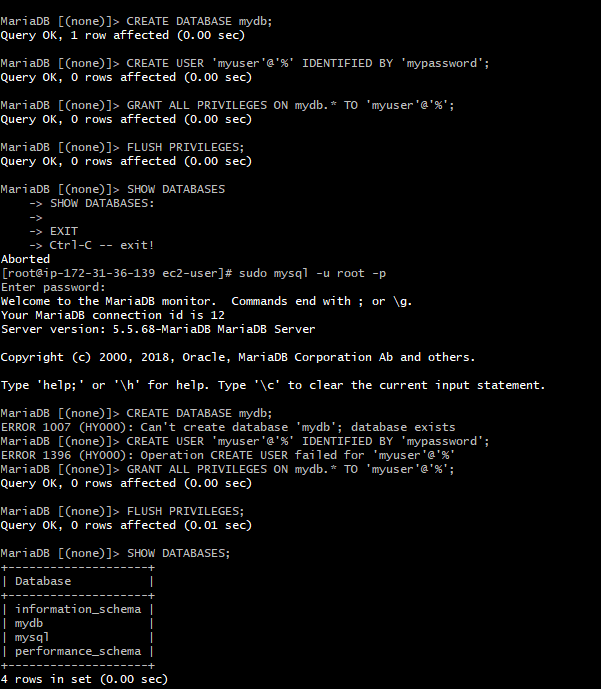 MariaDB [(none)]> CREATE DATABASE mydb;
Query OK, 1 row affected (0.00 sec)
MariaDB [(none)]> CREATE USER 'myuser'@'%' IDENTIFIED BY 'mypassword';
Query OK, 0 rows affected (0.00 sec)
MariaDB [(none)]> GRANT ALL PRIVILEGES ON mydb.* TO 'myuser'@'%';
Query OK, 0 rows affected (0.00 sec)
MariaDB [(none)]> FLUSH PRIVILEGES;
Query OK, 0 rows affected (0.00 sec)
MariaDB [(none)]> SHOW DATABASES
    -> SHOW DATABASES:
    ->
    -> EXIT
    -> Ctrl-C -- exit!
Aborted
[root@ip-172-31-36-139 ec2-user]# sudo mysql -u root -p
Enter password:
Welcome to the MariaDB monitor.  Commands end with ; or \g.
Your MariaDB connection id is 12
Server version: 5.5.68-MariaDB MariaDB Server
Copyright (c) 2000, 2018, Oracle, MariaDB Corporation Ab and others.
Type 'help;' or '\h' for help. Type '\c' to clear the current input statement.
MariaDB [(none)]> CREATE DATABASE mydb;
ERROR 1007 (HY000): Can't create database 'mydb'; database exists
MariaDB [(none)]> CREATE USER 'myuser'@'%' IDENTIFIED BY 'mypassword';
ERROR 1396 (HY000): Operation CREATE USER failed for 'myuser'@'%'
MariaDB [(none)]> GRANT ALL PRIVILEGES ON mydb.* TO 'myuser'@'%';
Query OK, 0 rows affected (0.00 sec)
MariaDB [(none)]> FLUSH PRIVILEGES;
Query OK, 0 rows affected (0.01 sec)
MariaDB [(none)]> SHOW DATABASES;
+--------------------+
| Database           |
+--------------------+
| information_schema |
| mydb               |
| mysql              |
| performance_schema |
+--------------------+
4 rows in set (0.00 sec)